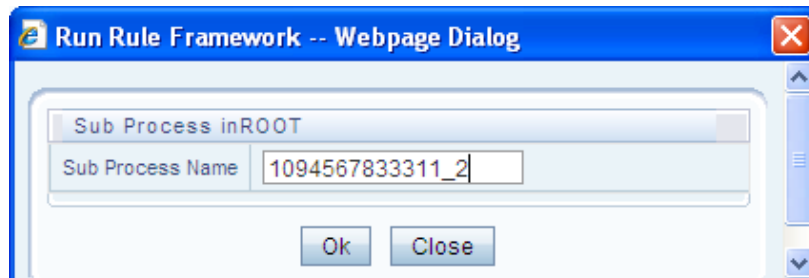 Run Rule Framework -- Webpage Dialog
Sub Process inROOT
Sub Process Name 1094567833311_2
Ok Close